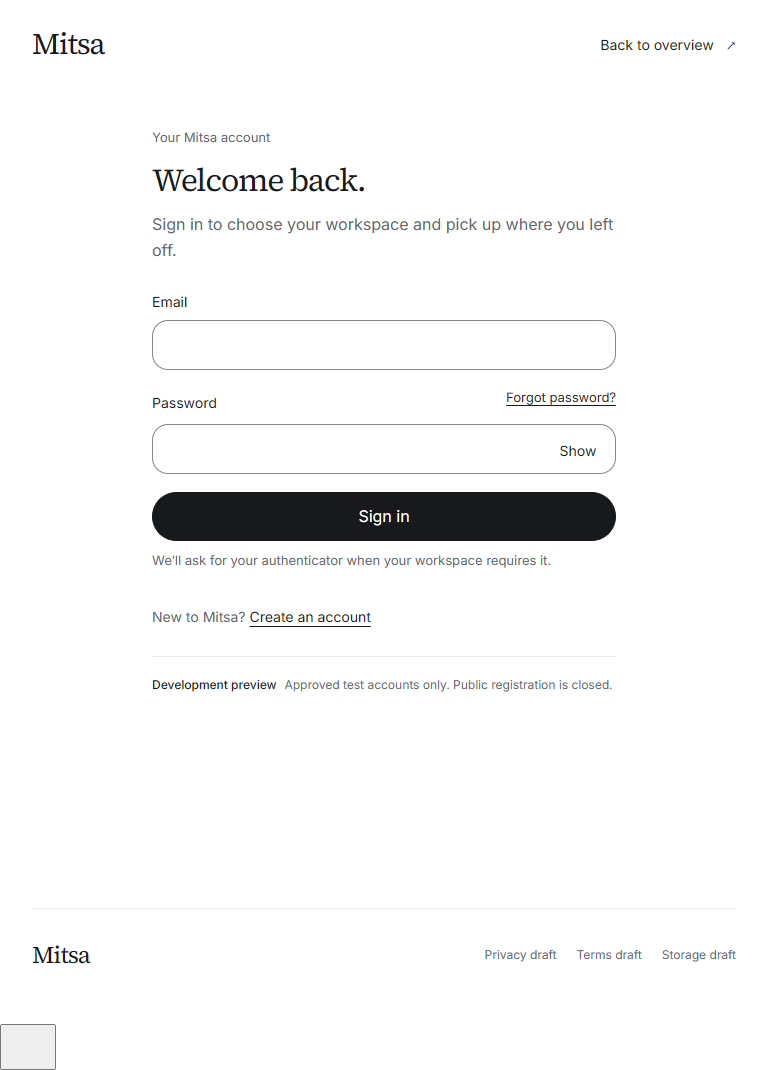 Mitsa
Back to overview ↗
Your Mitsa account
Welcome back.
Sign in to choose your workspace and pick up where you left
off.
Email
Password
Forgot password?
Show
Sign in
We'll ask for your authenticator when your workspace requires it.
New to Mitsa? Create an account
Development preview Approved test accounts only. Public registration is closed.
Mitsa
Privacy draft
Terms draft
Storage draft